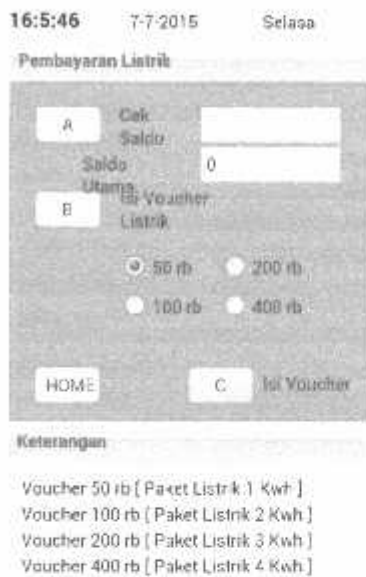 16:5:46 7-7-2015 Selasa
Pembayaran Listrik
A Cek Saldo
Saldo Utama 0
B Isi Voucher Listrik
50 rb 200 rb
100 rb 400 rb
HOME C Isi Voucher
Keterangan
Voucher 50 rb [ Paket Listrik 1 Kwh ]
Voucher 100 rb [ Paket Listrik 2 Kwh ]
Voucher 200 rb [ Paket Listrik 3 Kwh ]
Voucher 400 rb [ Paket Listrik 4 Kwh ]